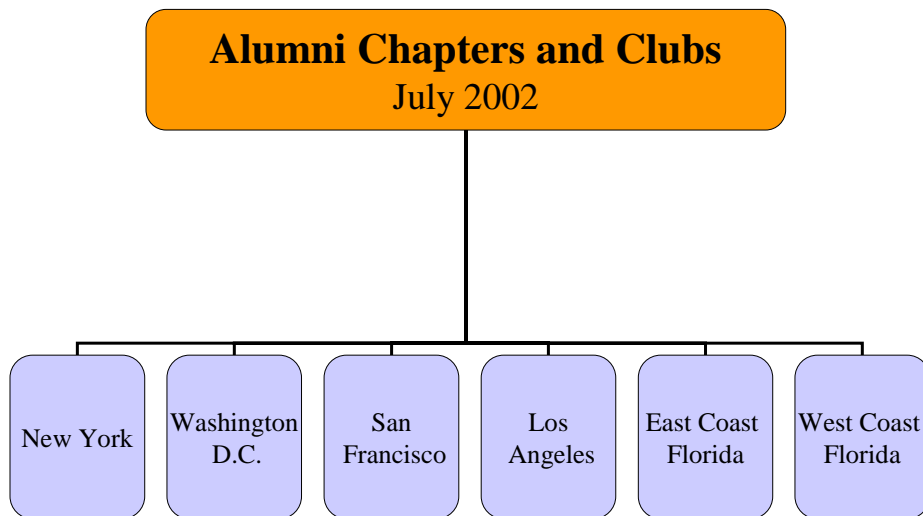 Alumni Chapters and Clubs
July 2002
New York
Washington
D.C.
San
Francisco
Los
Angeles
East Coast
Florida
West Coast
Florida